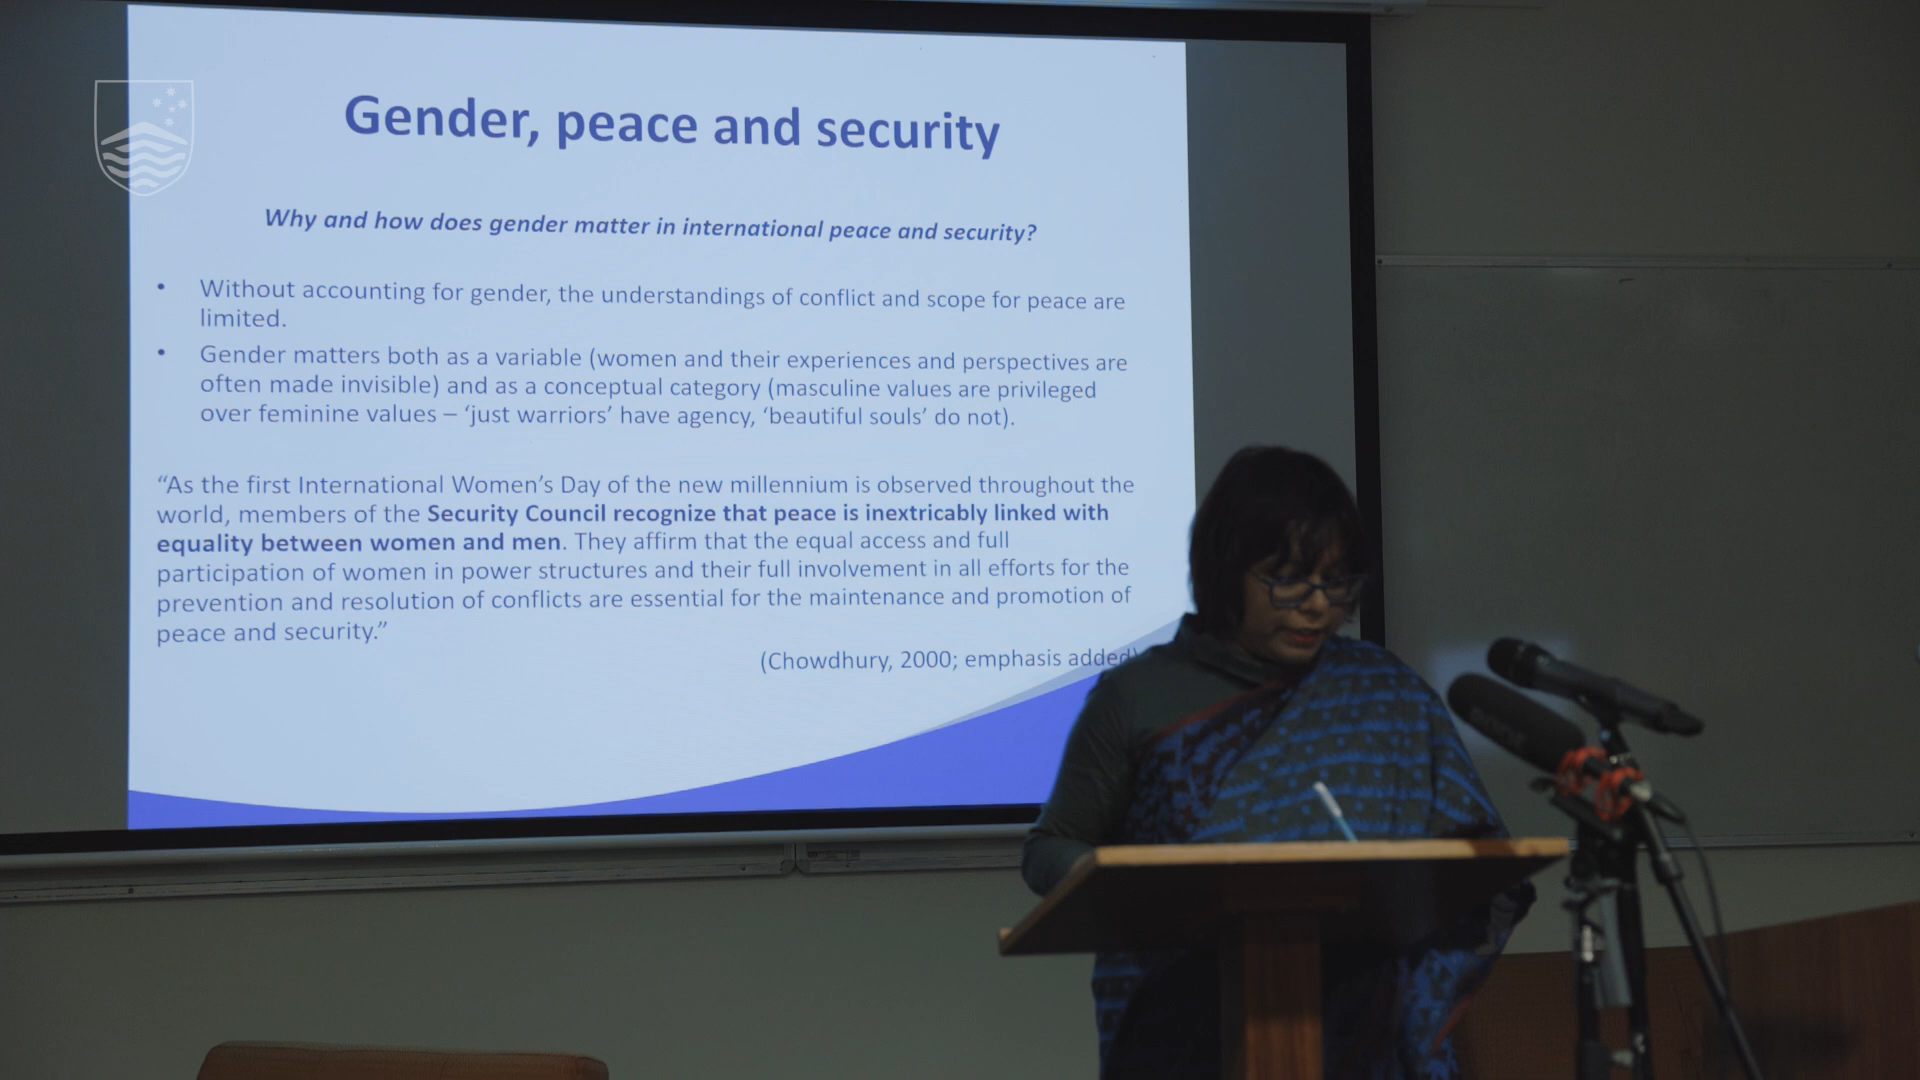 Gender, peace and security
Why and how does gender matter in international peace and security?
• Without accounting for gender, the understandings of conflict and scope for peace are
limited.
• Gender matters both as a variable (women and their experiences and perspectives are
often made invisible) and as a conceptual category (masculine values are privileged
over feminine values – ‘just warriors’ have agency, ‘beautiful souls’ do not).
“As the first International Women’s Day of the new millennium is observed throughout the
world, members of the Security Council recognize that peace is inextricably linked with
equality between women and men. They affirm that the equal access and full
participation of women in power structures and their full involvement in all efforts for the
prevention and resolution of conflicts are essential for the maintenance and promotion of
peace and security.”
(Chowdhury, 2000; emphasis added)